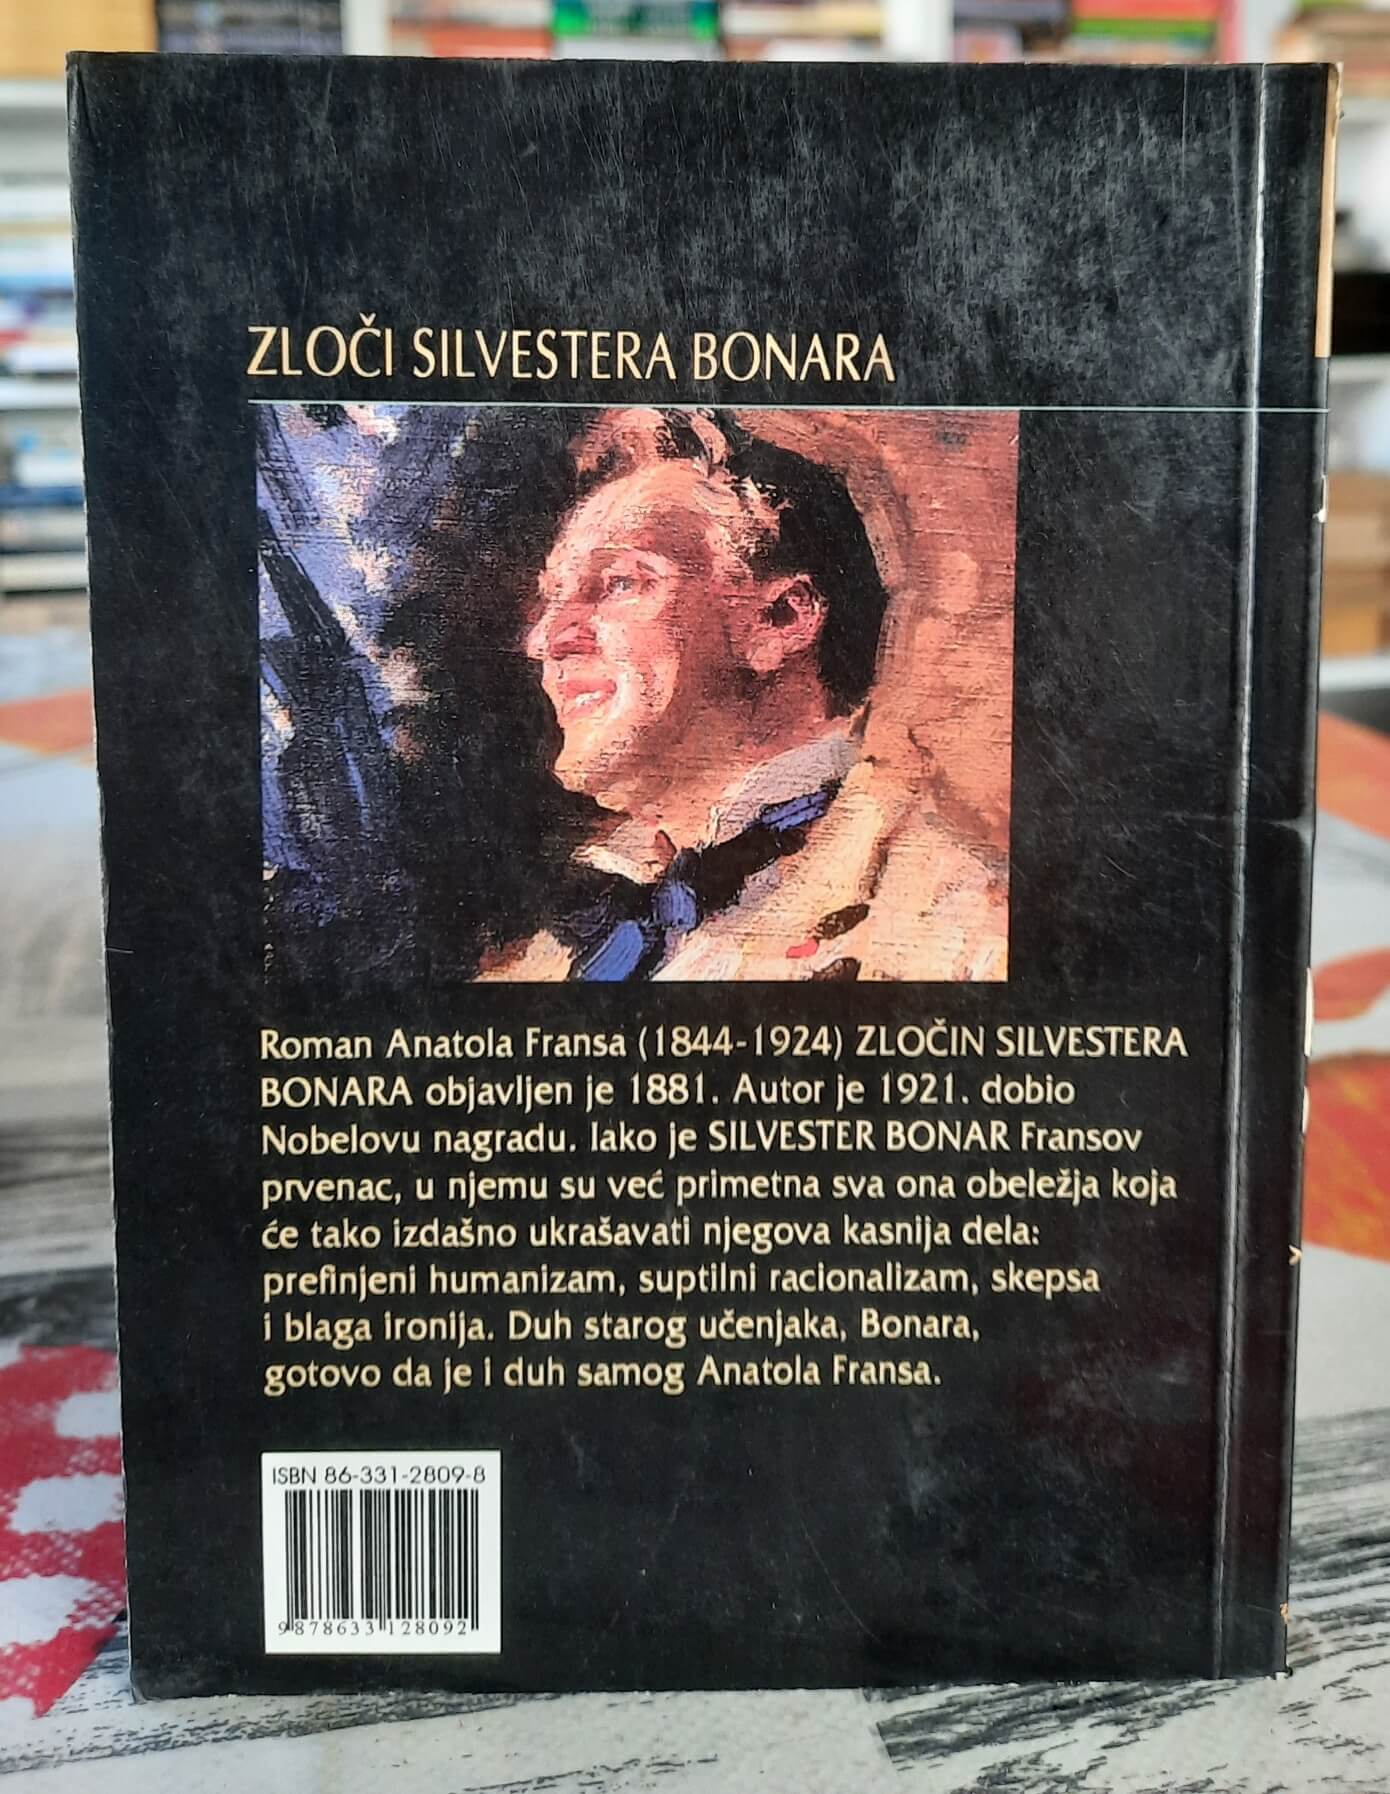 ZLOČI SILVESTERA BONARA
Roman Anatola Fransa (1844-1924) ZLOČIN SILVESTERA
BONARA objavljen je 1881. Autor je 1921. dobio
Nobelovu nagradu. Iako je SILVESTER BONAR Fransov
prvenac, u njemu su već primetna sva ona obeležja koja
će tako izdašno ukrašavati njegova kasnija dela:
prefinjeni humanizam, suptilni racionalizam, skepsa
i blaga ironija. Duh starog učenjaka, Bonara,
gotovo da je i duh samog Anatola Fransa.
ISBN 86-331-2809-8
9788633128092